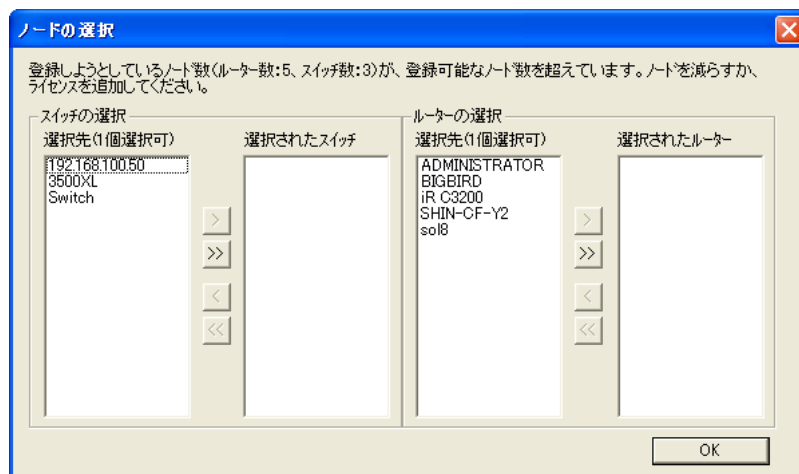 ノードの選択
登録しようとしているノード数(ルーター数:5、スイッチ数:3)が、登録可能なノード数を超えています。ノードを減らすか、
ライセンスを追加してください。
スイッチの選択
選択先(1個選択可)
選択されたスイッチ
192.168.100.50
3500XL
Switch
>
>>
<
<<
ルーターの選択
選択先(1個選択可)
選択されたルーター
ADMINISTRATOR
BIGBIRD
iR C3200
SHIN-CF-Y2
sol8
>
>>
<
<<
OK